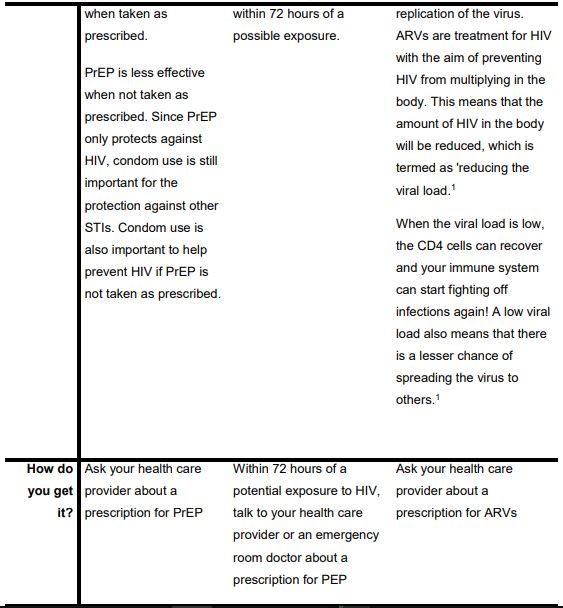 when taken as
prescribed.
PrEP is less effective
when not taken as
prescribed. Since PrEP
only protects against
HIV, condom use is still
important for the
protection against other
STIs. Condom use is
also important to help
prevent HIV if PrEP is
not taken as prescribed.
within 72 hours of a
possible exposure.
replication of the virus.
ARVs are treatment for HIV
with the aim of preventing
HIV from multiplying in the
body. This means that the
amount of HIV in the body
will be reduced, which is
termed as 'reducing the
viral load.¹
When the viral load is low,
the CD4 cells can recover
and your immune system
can start fighting off
infections again! A low viral
load also means that there
is a lesser chance of
spreading the virus to
others.¹
How do
you get
it?
Ask your health care
provider about a
prescription for PrEP
Within 72 hours of a
potential exposure to HIV,
talk to your health care
provider or an emergency
room doctor about a
prescription for PEP
Ask your health care
provider about a
prescription for ARVs